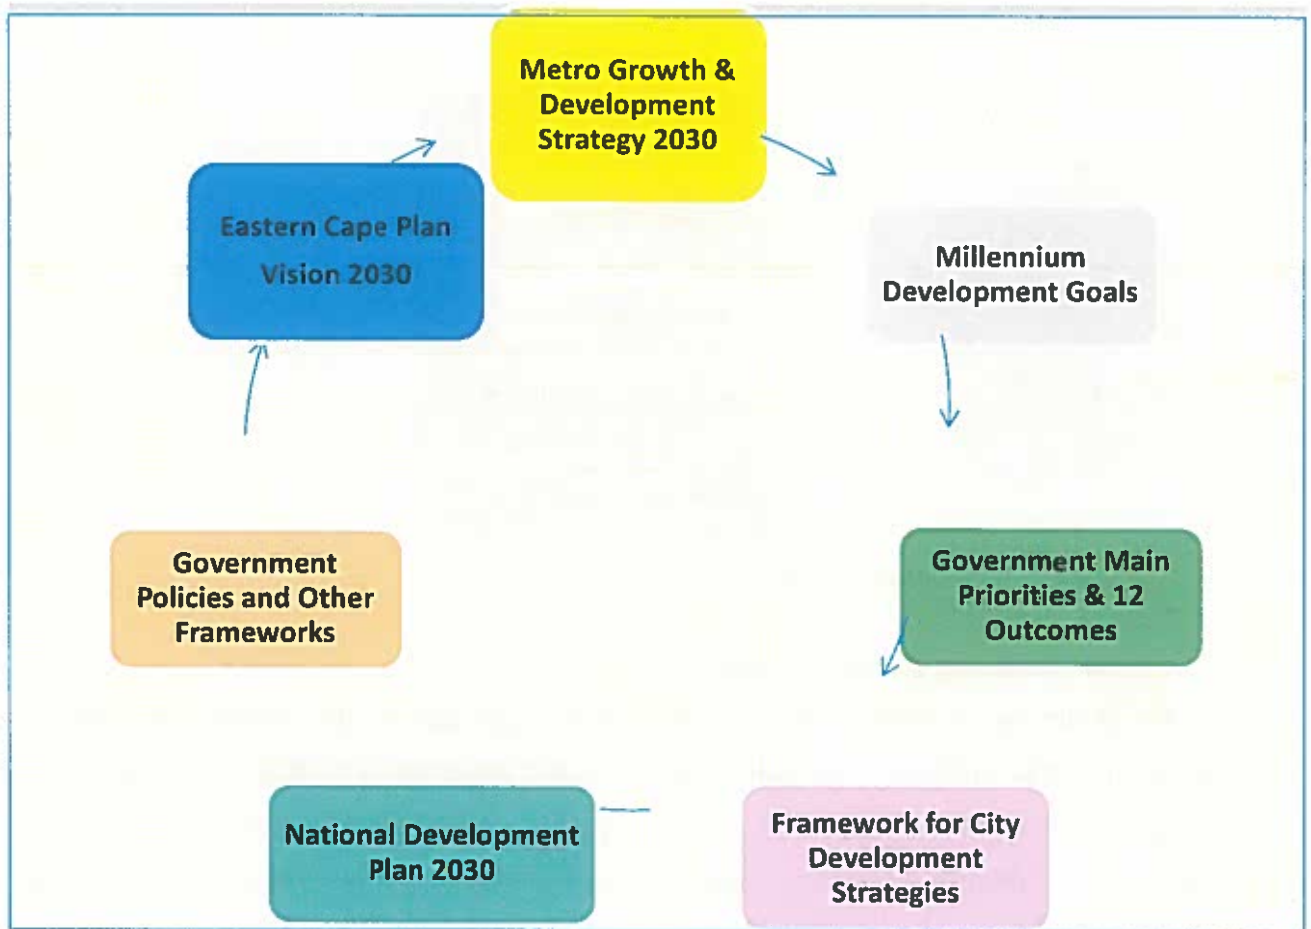 Metro Growth &
Development
Strategy 2030
Millennium
Development Goals
Government Main
Priorities & 12
Outcomes
Framework for City
Development
Strategies
National Development
Plan 2030
Government
Policies and Other
Frameworks
Eastern Cape Plan
Vision 2030